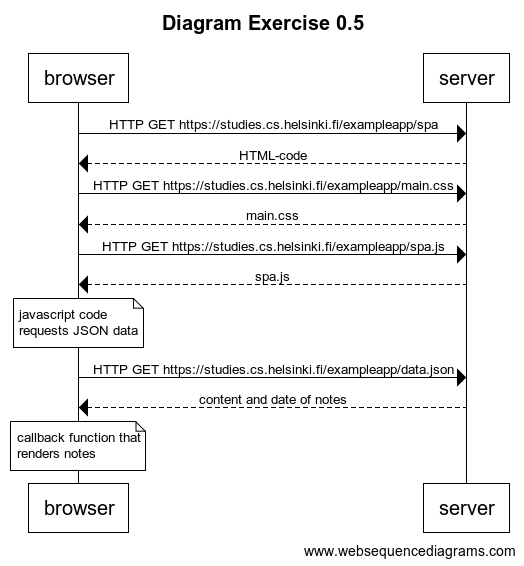 Diagram Exercise 0.5
browser
server
HTTP GET https://studies.cs.helsinki.fi/exampleapp/spa
HTML-code
HTTP GET https://studies.cs.helsinki.fi/exampleapp/main.css
main.css
HTTP GET https://studies.cs.helsinki.fi/exampleapp/spa.js
spa.js
javascript code
requests JSON data
HTTP GET https://studies.cs.helsinki.fi/exampleapp/data.json
content and date of notes
callback function that
renders notes
browser
server
www.websequencediagrams.com